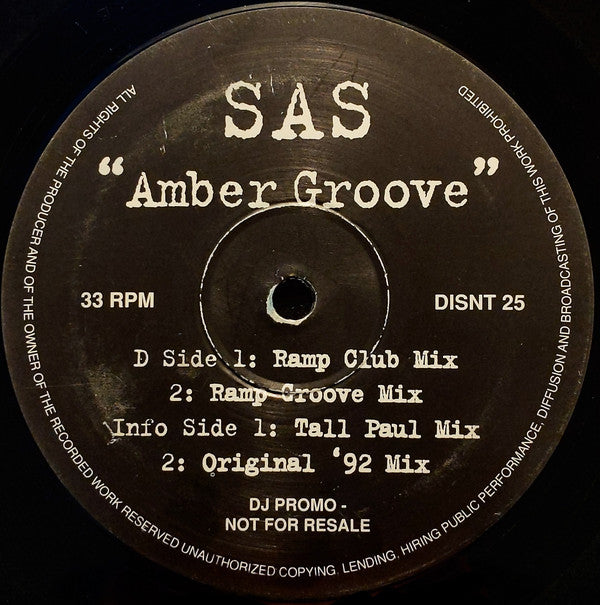 SAS
“Amber Groove”
33 RPM
DISNT 25
D Side 1: Ramp Club Mix
2: Ramp Groove Mix
Info Side 1: Tall Paul Mix
2: Original ‘92 Mix
DJ PROMO -
NOT FOR RESALE
ALL RIGHTS OF THE PRODUCER AND OF THE OWNER OF THE RECORDED WORK RESERVED UNAUTHORIZED COPYING. LENDING. HIRING PUBLIC PERFORMANCE, DIFFUSION AND BROADCASTING OF THIS WORK PROHIBITED